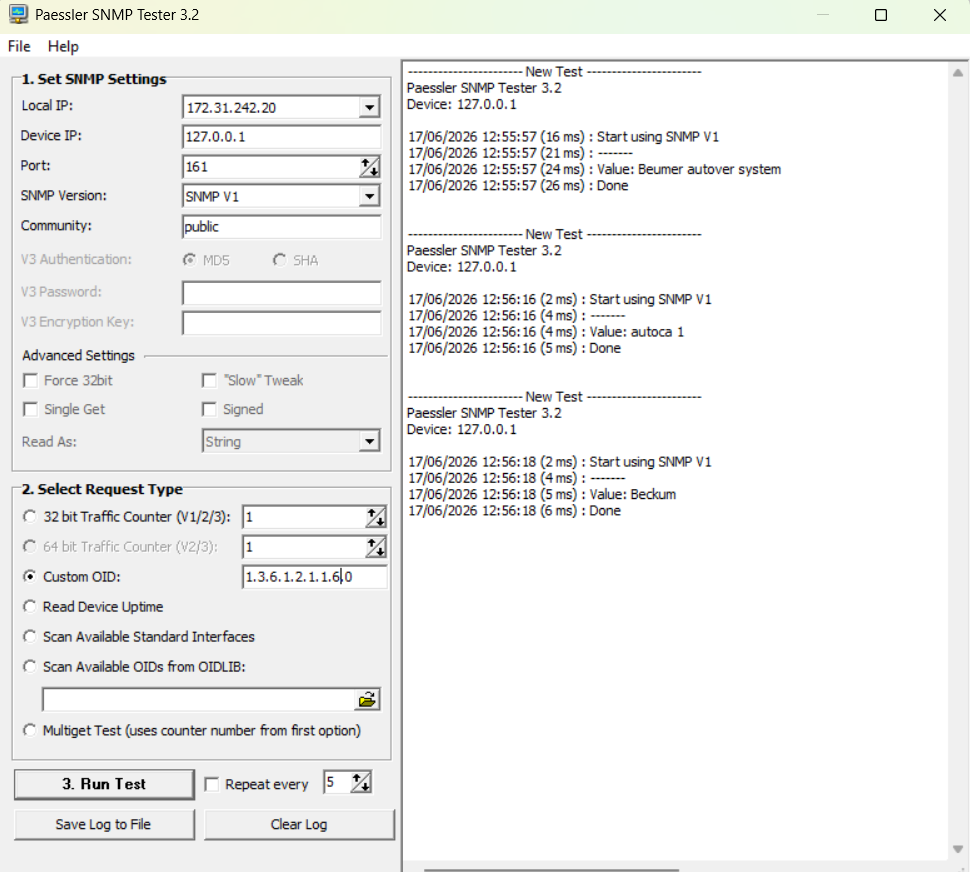 Paessler SNMP Tester 3.2
File Help
1. Set SNMP Settings
Local IP: 172.31.242.20
Device IP: 127.0.0.1
Port: 161
SNMP Version: SNMP V1
Community: public
V3 Authentication: MD5 SHA
V3 Password:
V3 Encryption Key:
Advanced Settings
Force 32bit "Slow" Tweak
Single Get Signed
Read As: String
2. Select Request Type
32 bit Traffic Counter (V1/2/3): 1
64 bit Traffic Counter (V2/3): 1
Custom OID: 1.3.6.1.2.1.1.6.0
Read Device Uptime
Scan Available Standard Interfaces
Scan Available OIDs from OIDLIB:
Multiget Test (uses counter number from first option)
3. Run Test Repeat every 5
Save Log to File Clear Log
----------------------- New Test -----------------------
Paessler SNMP Tester 3.2
Device: 127.0.0.1
17/06/2026 12:55:57 (16 ms) : Start using SNMP V1
17/06/2026 12:55:57 (21 ms) : -------
17/06/2026 12:55:57 (24 ms) : Value: Beumer autover system
17/06/2026 12:55:57 (26 ms) : Done
----------------------- New Test -----------------------
Paessler SNMP Tester 3.2
Device: 127.0.0.1
17/06/2026 12:56:16 (2 ms) : Start using SNMP V1
17/06/2026 12:56:16 (4 ms) : -------
17/06/2026 12:56:16 (4 ms) : Value: autoca 1
17/06/2026 12:56:16 (5 ms) : Done
----------------------- New Test -----------------------
Paessler SNMP Tester 3.2
Device: 127.0.0.1
17/06/2026 12:56:18 (2 ms) : Start using SNMP V1
17/06/2026 12:56:18 (4 ms) : -------
17/06/2026 12:56:18 (5 ms) : Value: Beckum
17/06/2026 12:56:18 (6 ms) : Done